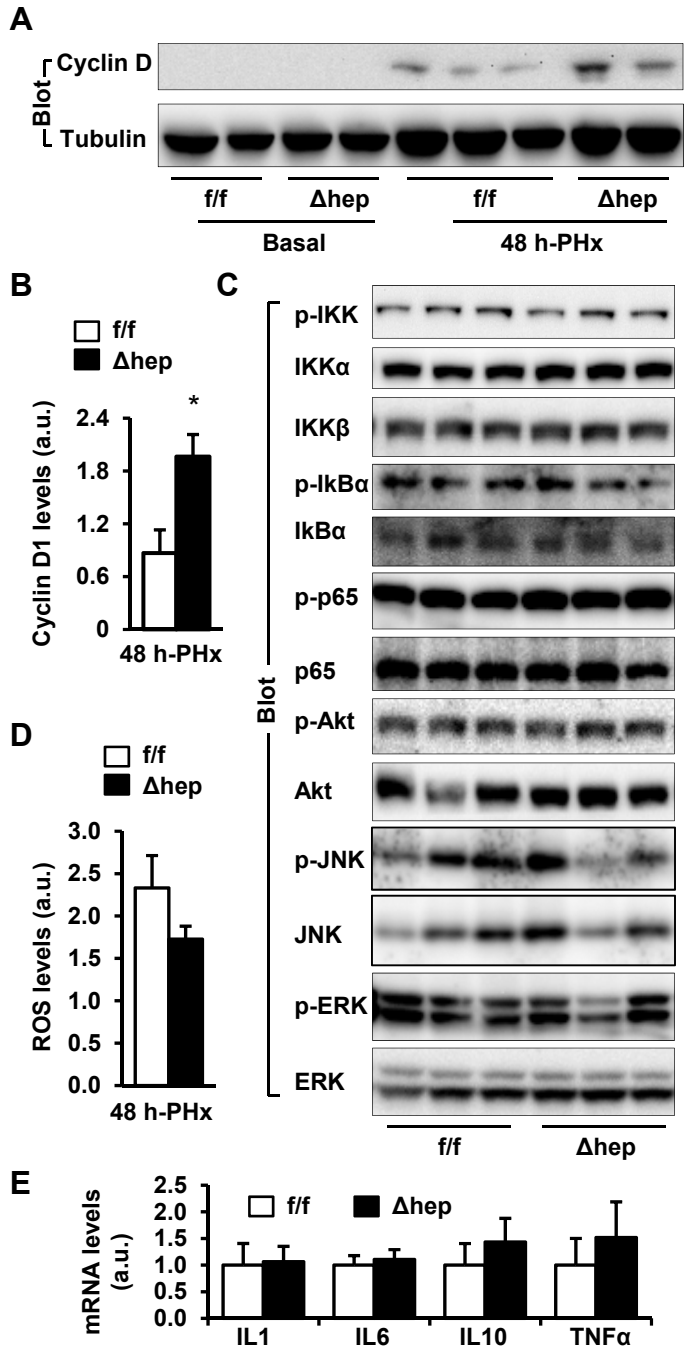 A
Cyclin D
Blot
Tubulin
f/f Δhep f/f Δhep
Basal 48 h-PHx
B
f/f
Δhep
*
2.4
1.8
1.2
0.6
0
Cyclin D1 levels (a.u.)
48 h-PHx
C
p-IKK
IKKα
IKKβ
p-IkBα
IkBα
p-p65
p65
p-Akt
Akt
p-JNK
JNK
p-ERK
ERK
Blot
f/f Δhep
D
f/f
Δhep
3.0
2.5
2.0
1.5
1.0
0.5
0.0
ROS levels (a.u.)
48 h-PHx
E
f/f Δhep
2.5
2.0
1.5
1.0
0.5
0.0
mRNA levels
(a.u.)
IL1 IL6 IL10 TNFα